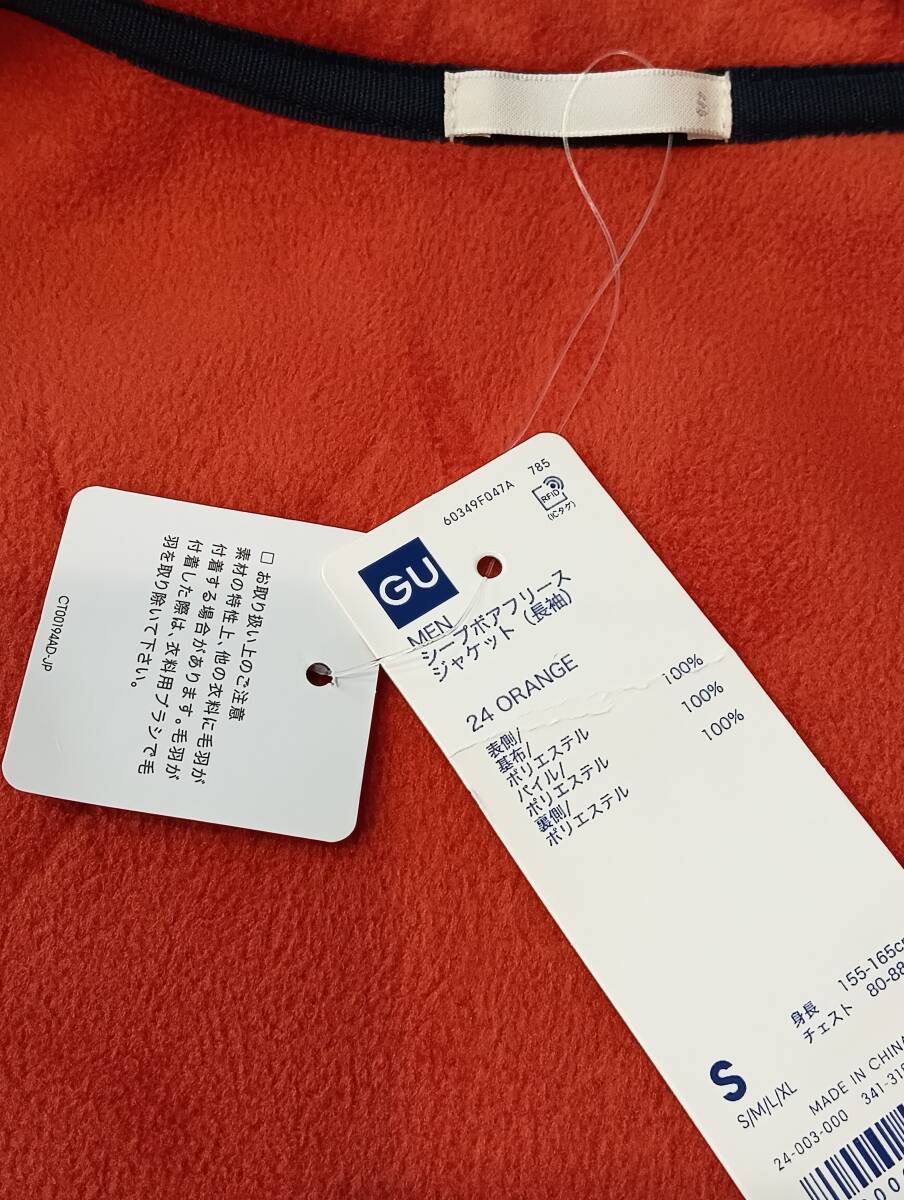 □ お取り扱い上のご注意
素材の特性上、他の衣料に毛羽が
付着する場合があります。毛羽が
付着した際は、衣料用ブラシで毛
羽を取り除いて下さい。
CT00194AD-JP
60349F047A 785
RFID
(ICタグ)
GU
MEN
シープボアフリース
ジャケット (長袖)
24 ORANGE
表側/
基布/
ポリエステル 100%
パイル/
ポリエステル 100%
裏側/
ポリエステル 100%
身長 155-165cm
チェスト 80-88
S
S/M/L/XL
MADE IN CHINA
24-003-000 341-318